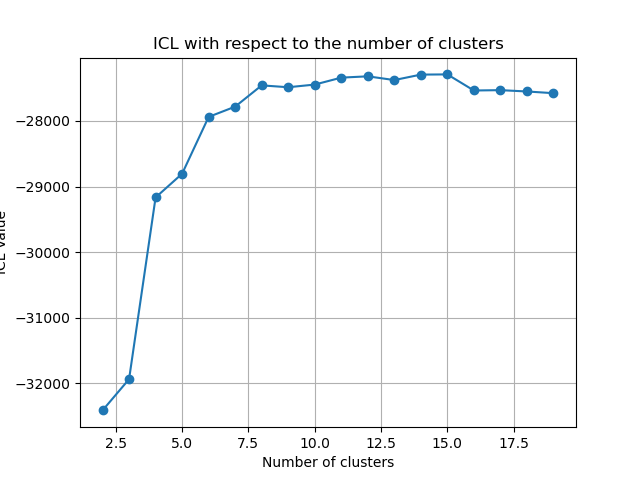 ICL with respect to the number of clusters
ICL value
−28000
−29000
−30000
−31000
−32000
2.5 5.0 7.5 10.0 12.5 15.0 17.5
Number of clusters